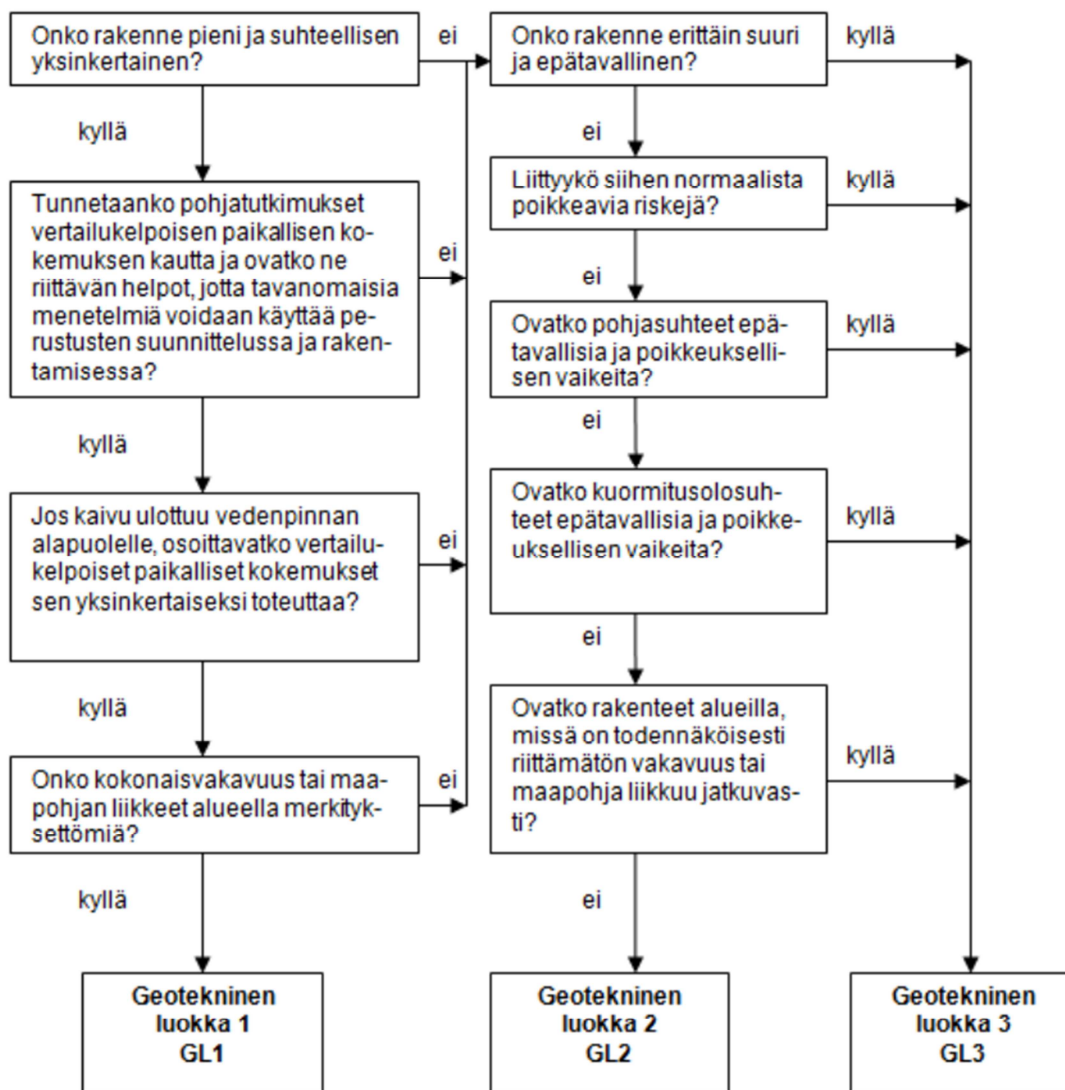 Onko rakenne pieni ja suhteellisen
yksinkertainen?
ei
kyllä
Tunnetaanko pohjatutkimukset
vertailukelpoisen paikallisen ko-
kemuksen kautta ja ovatko ne
riittävän helpot, jotta tavanomaisia
menetelmiä voidaan käyttää pe-
rustusten suunnittelussa ja raken-
tamisessa?
ei
kyllä
Jos kaivu ulottuu vedenpinnan
alapuolelle, osoittavatko vertailu-
kelpoiset paikalliset kokemukset
sen yksinkertaiseksi toteuttaa?
ei
kyllä
Onko kokonaisvakavuus tai maa-
pohjan liikkeet alueella merkityk-
settömiä?
ei
kyllä
Geotekninen
luokka 1
GL1
Onko rakenne erittäin suuri
ja epätavallinen?
kyllä
ei
Liittyykö siihen normaalista
poikkeavia riskejä?
kyllä
ei
Ovatko pohjasuhteet epä-
tavallisia ja poikkeukselli-
sen vaikeita?
kyllä
ei
Ovatko kuormitusolosuh-
teet epätavallisia ja poikke-
uksellisen vaikeita?
kyllä
ei
Ovatko rakenteet alueilla,
missä on todennäköisesti
riittämätön vakavuus tai
maapohja liikkuu jatkuvas-
ti?
kyllä
ei
Geotekninen
luokka 2
GL2
Geotekninen
luokka 3
GL3